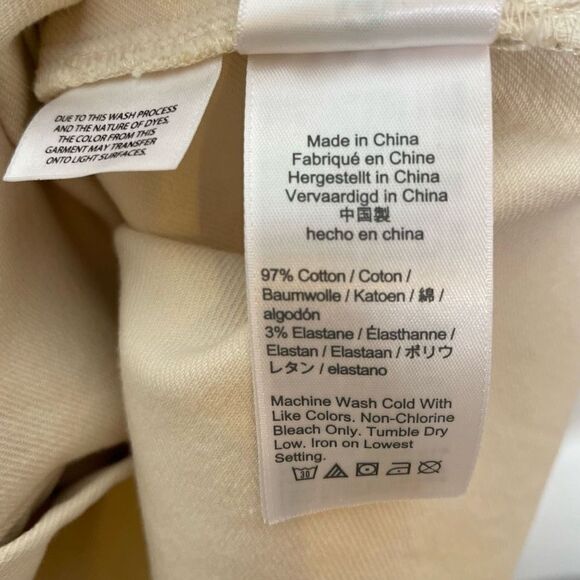 DUE TO THIS WASH PROCESS
AND THE NATURE OF DYES.
THE COLOR FROM THIS
GARMENT MAY TRANSFER
ONTO LIGHT SURFACES.
Made in China
Fabriqué en Chine
Hergestellt in China
Vervaardigd in China
中国製
hecho en china
97% Cotton / Coton /
Baumwolle / Katoen / 綿 /
algodón
3% Elastane / Élasthanne /
Elastan / Elastaan / ポリウ
レタン / elastano
Machine Wash Cold With
Like Colors. Non-Chlorine
Bleach Only. Tumble Dry
Low. Iron on Lowest
Setting.
30